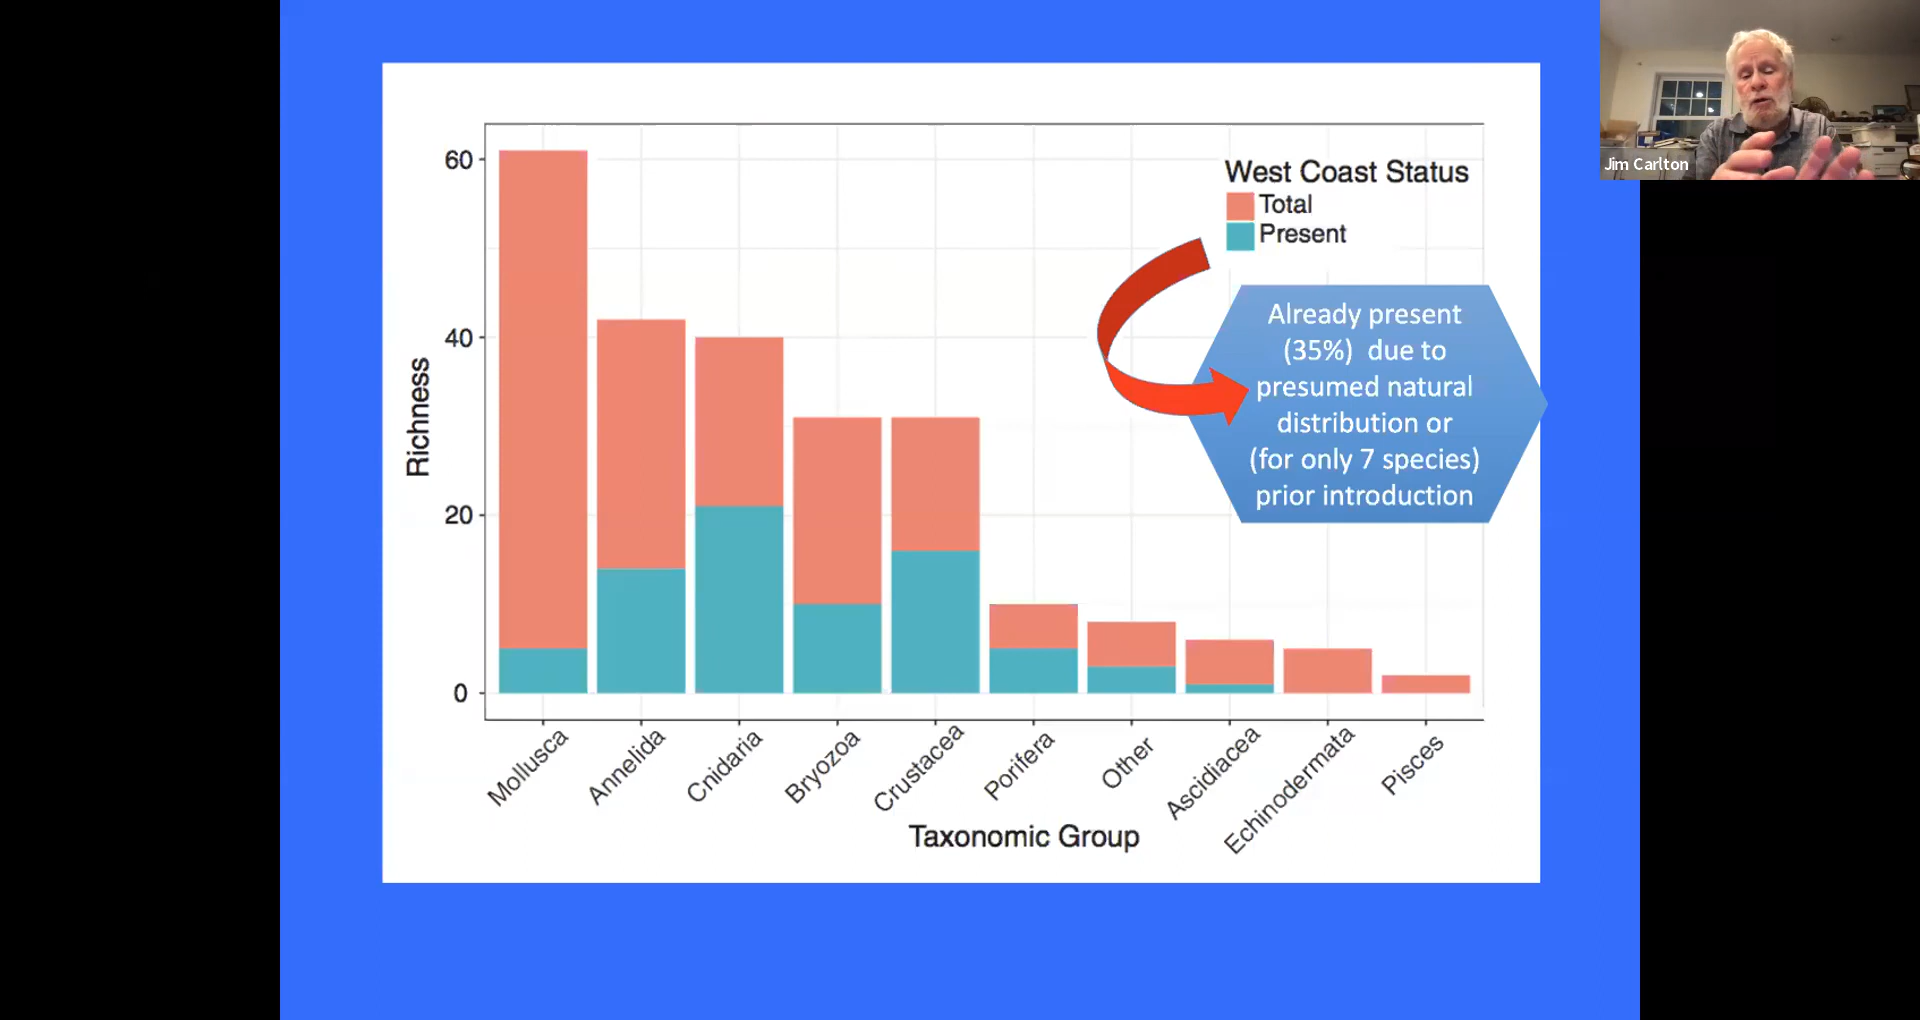 Jim Carlton
West Coast Status
Total
Present
Already present
(35%) due to
presumed natural
distribution or
(for only 7 species)
prior introduction
Richness
60
40
20
0
Mollusca
Annelida
Cnidaria
Bryozoa
Crustacea
Porifera
Other
Ascidiacea
Echinodermata
Pisces
Taxonomic Group